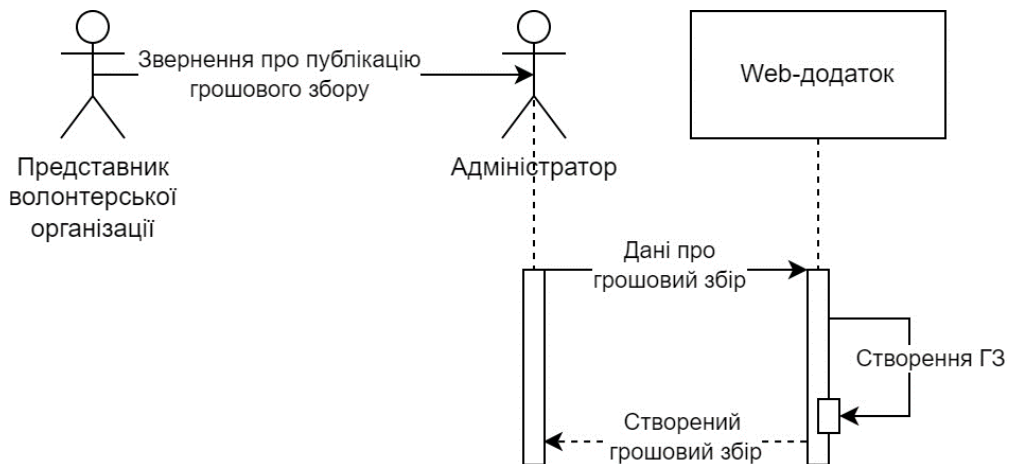 Звернення про публікацію
грошового збору
Web-додаток
Представник
волонтерської
організації
Адміністратор
Дані про
грошовий збір
Створення ГЗ
Створений
грошовий збір